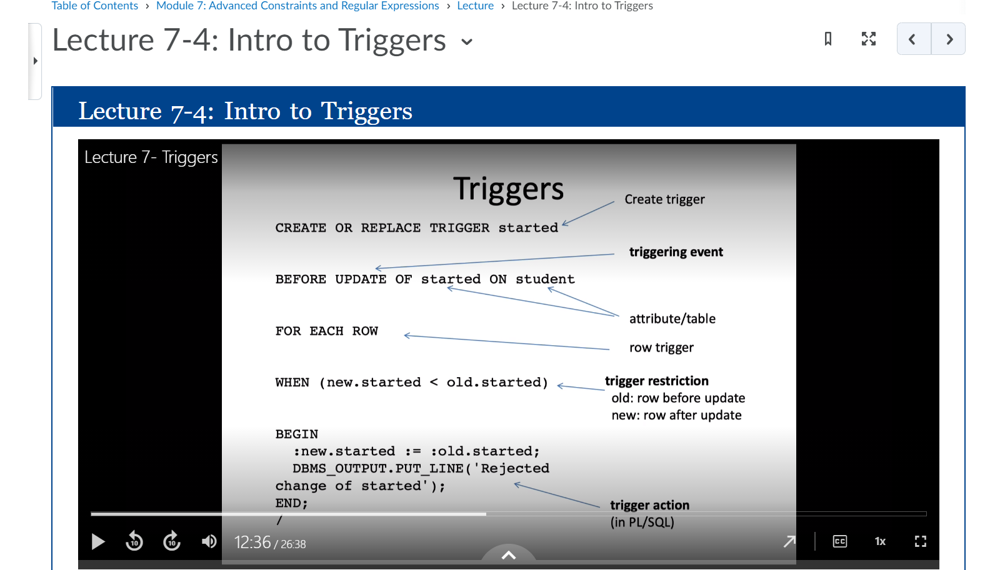 Table of Contents › Module 7: Advanced Constraints and Regular Expressions › Lecture › Lecture 7-4: Intro to Triggers
Lecture 7-4: Intro to Triggers
Lecture 7-4: Intro to Triggers
Lecture 7- Triggers
Triggers
Create trigger
CREATE OR REPLACE TRIGGER started
triggering event
BEFORE UPDATE OF started ON student
attribute/table
FOR EACH ROW
row trigger
WHEN (new.started < old.started)
trigger restriction
old: row before update
new: row after update
BEGIN
:new.started := :old.started;
DBMS_OUTPUT.PUT_LINE('Rejected
change of started');
END;
/
trigger action
(in PL/SQL)
10
10
12:36 / 26:38
CC
1x